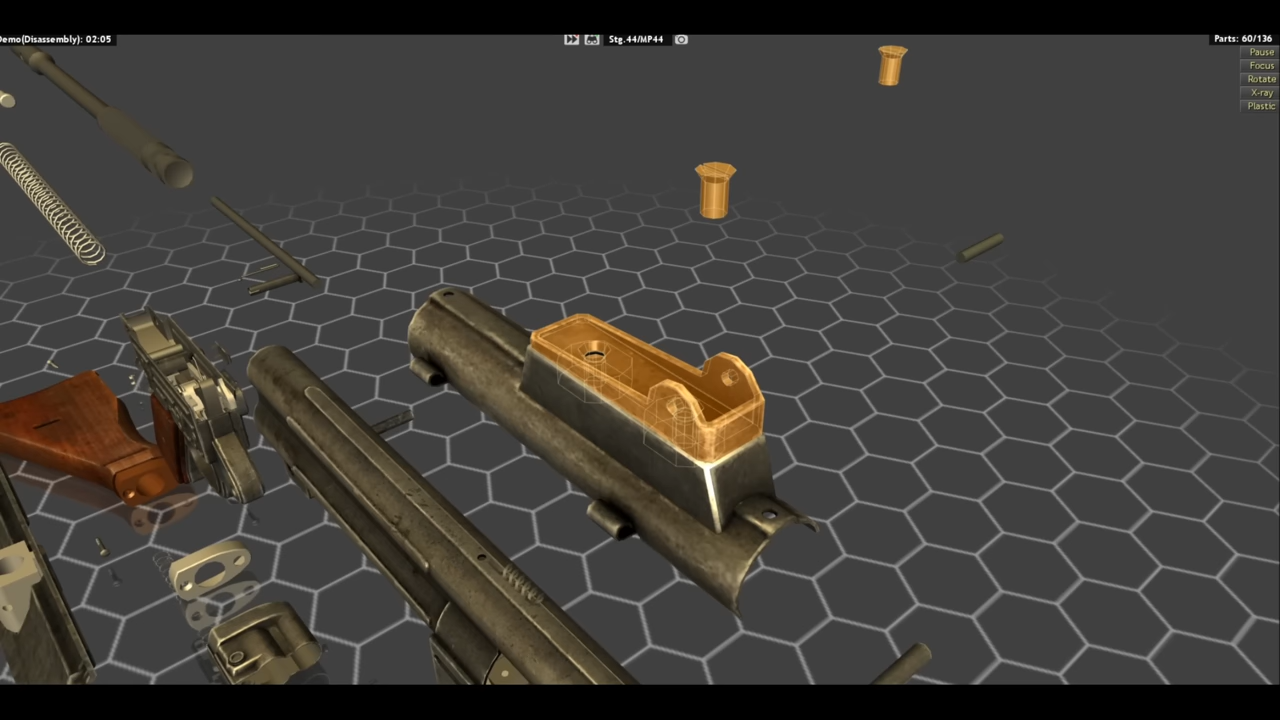 Demo(Disassembly): 02:05
Stg.44/MP44
Parts: 60/136
Pause
Focus
Rotate
X-ray
Plastic